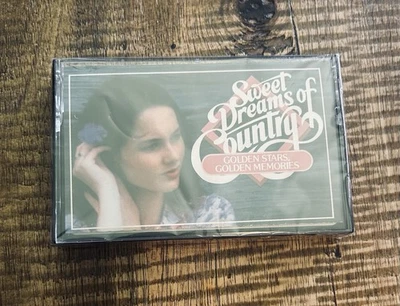 Sweet
Dreams of
Country
GOLDEN STARS,
GOLDEN MEMORIES